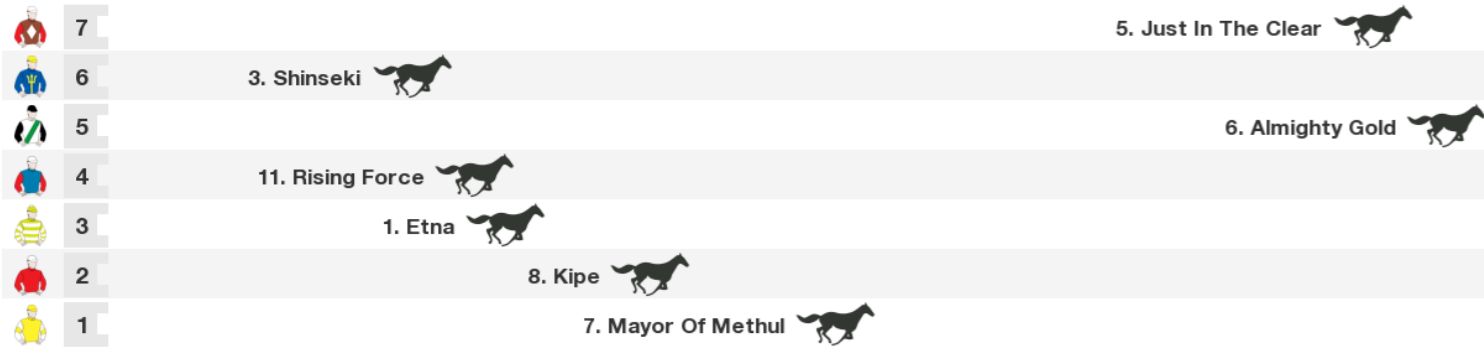 7 5. Just In The Clear
6 3. Shinseki
5 6. Almighty Gold
4 11. Rising Force
3 1. Etna
2 8. Kipe
1 7. Mayor Of Methul